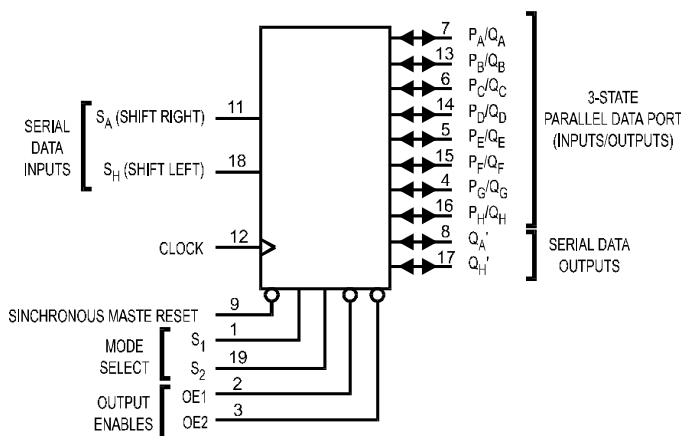 7 PA/QA
13 PB/QB
6 PC/QC
14 PD/QD
5 PE/QE
15 PF/QF
4 PG/QG
16 PH/QH
8 QA'
17 QH'
3-STATE
PARALLEL DATA PORT
(INPUTS/OUTPUTS)
SERIAL DATA
OUTPUTS
SERIAL
DATA
INPUTS
SA (SHIFT RIGHT) 11
SH (SHIFT LEFT) 18
CLOCK 12
SINCHRONOUS MASTE RESET 9
MODE
SELECT
S1 1
S2 19
OUTPUT
ENABLES
OE1 2
OE2 3